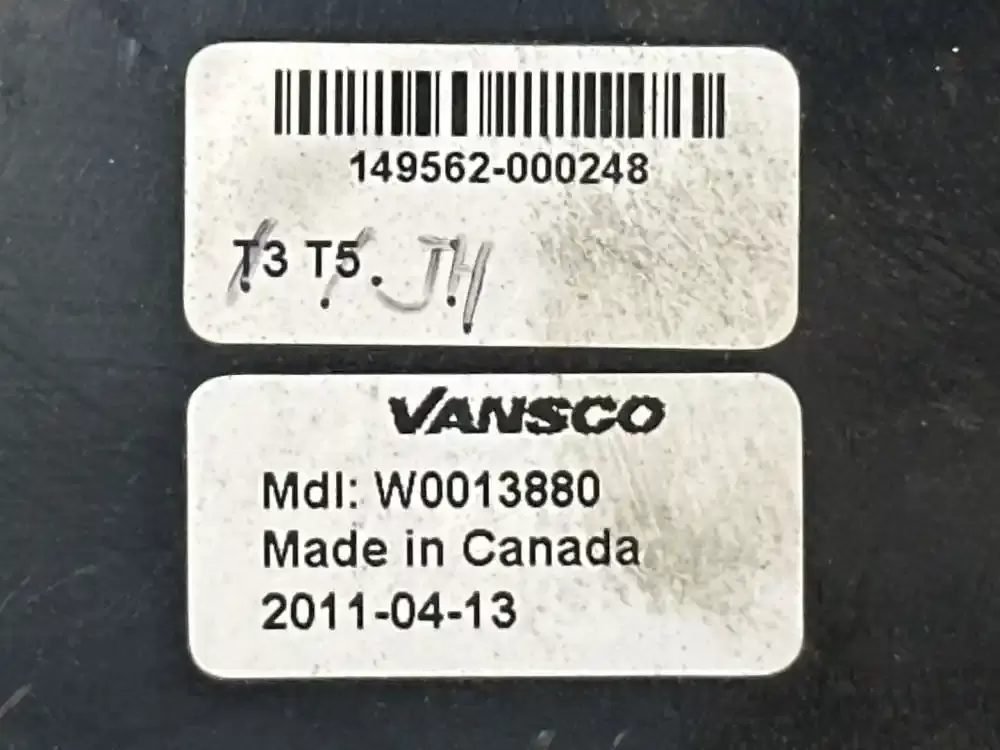 149562-000248
T3 T5. JH
VANSCO
Mdl: W0013880
Made in Canada
2011-04-13